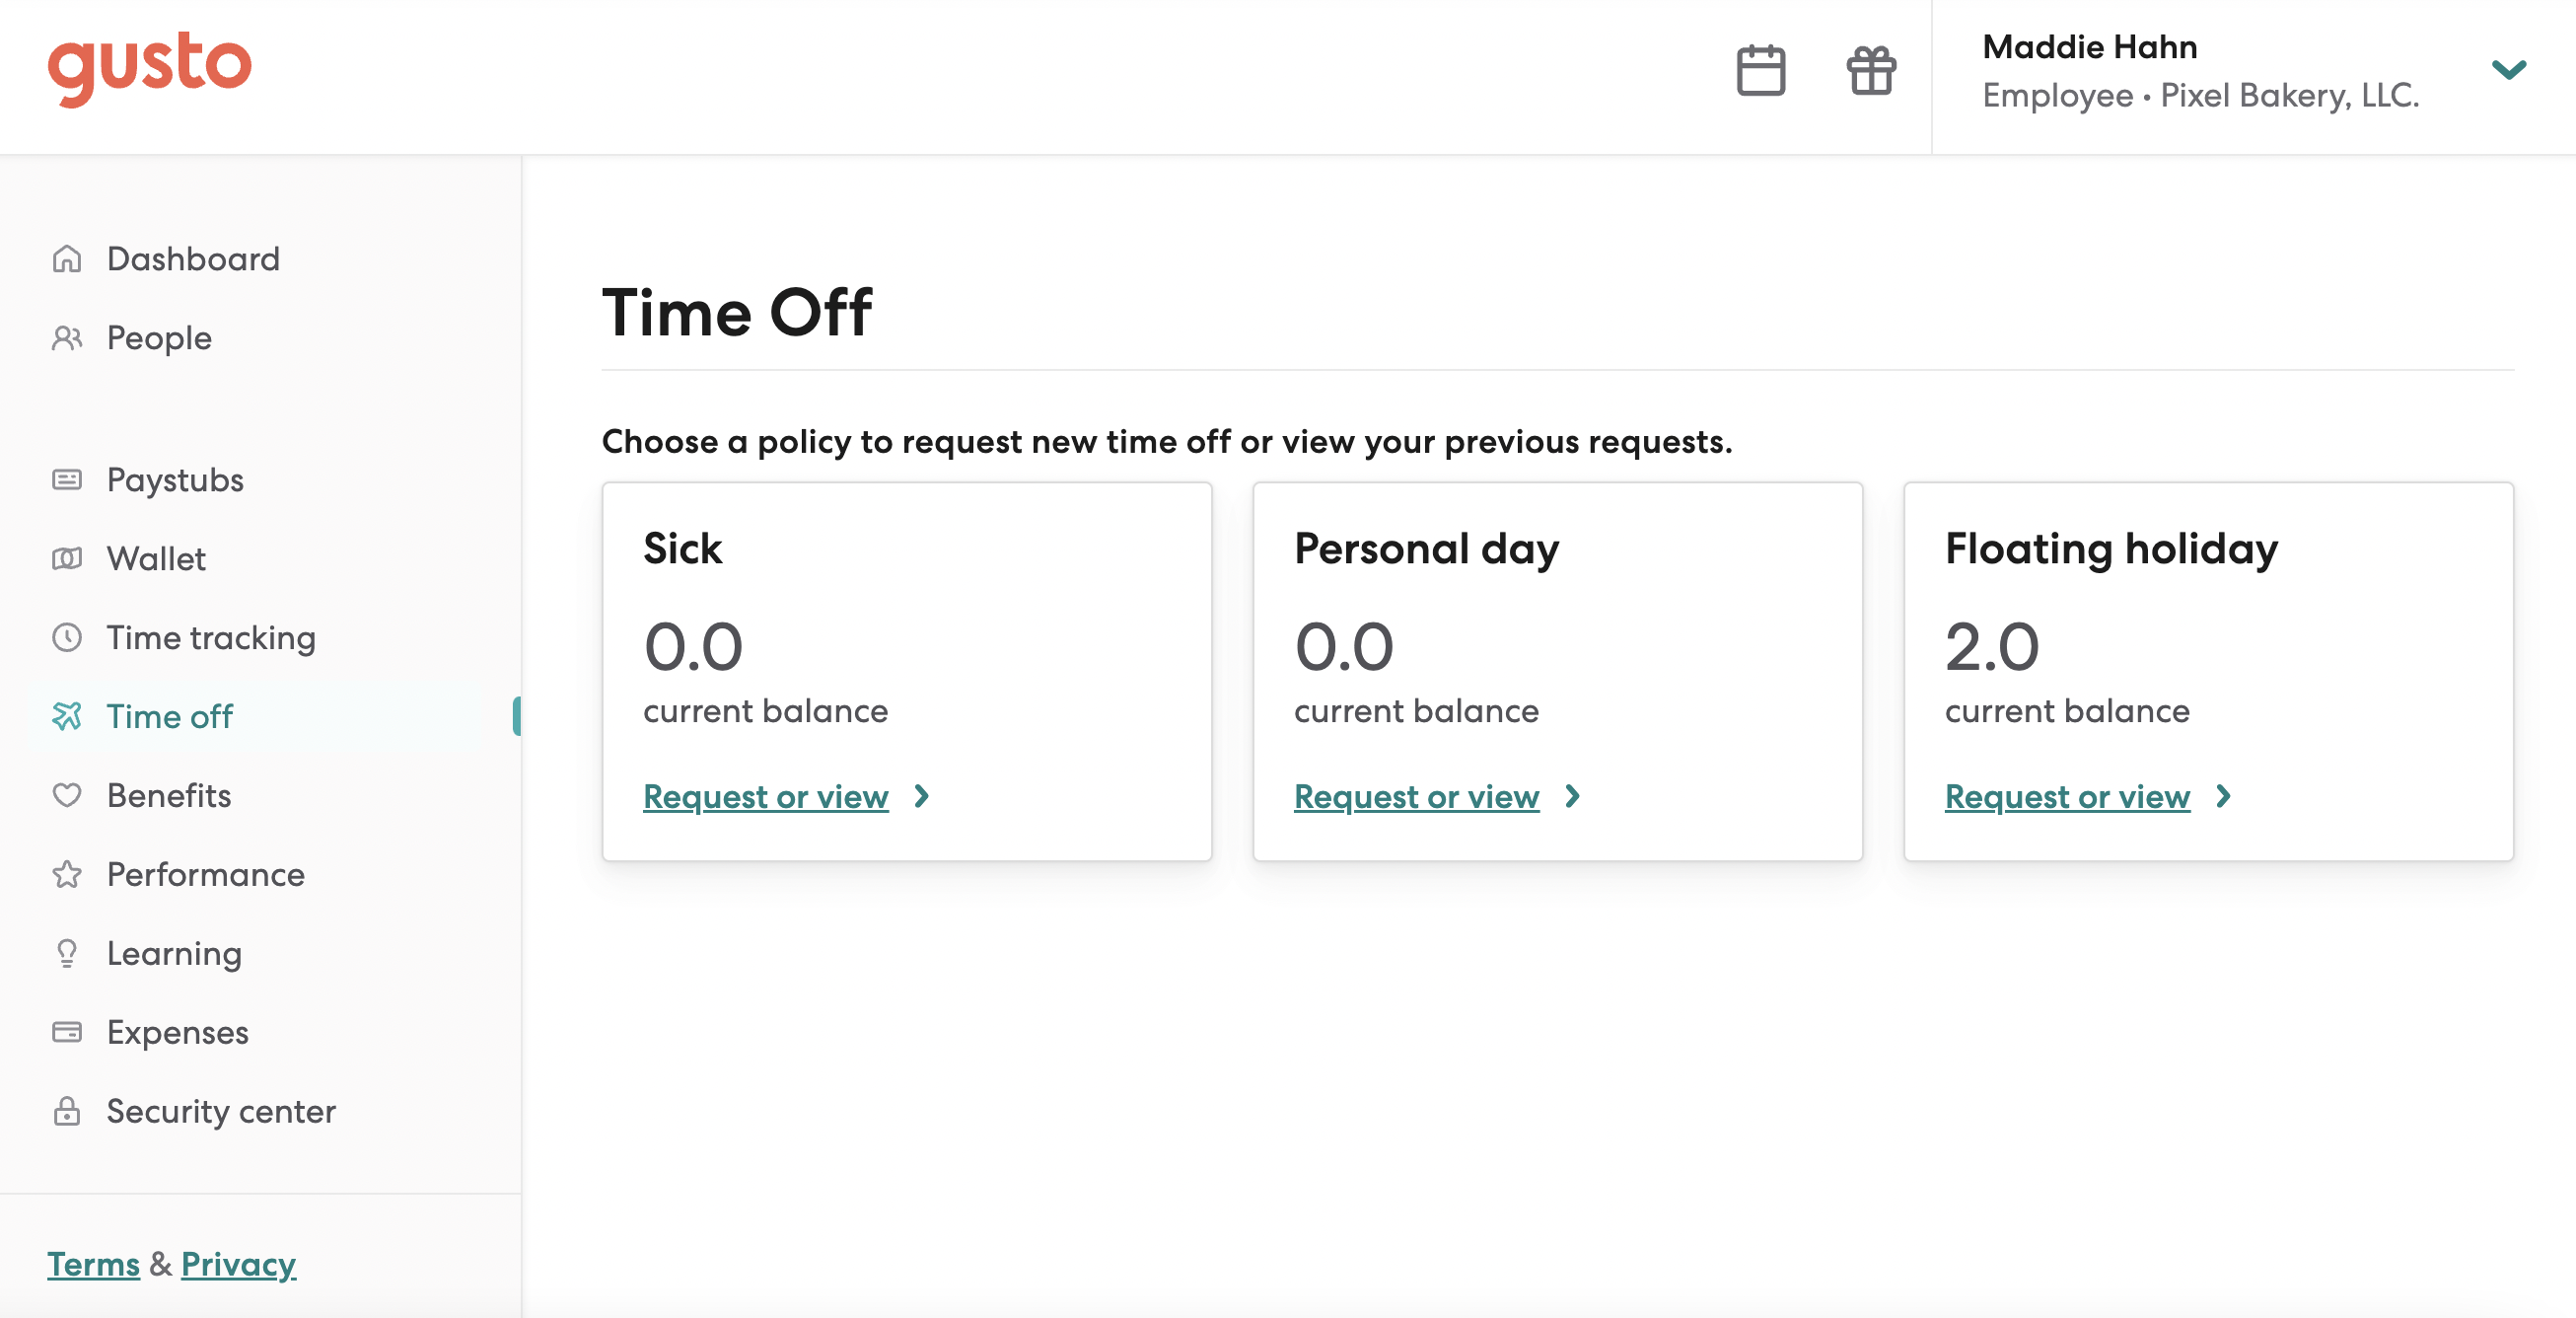 gusto
Maddie Hahn
Employee • Pixel Bakery, LLC.
Dashboard
People
Paystubs
Wallet
Time tracking
Time off
Benefits
Performance
Learning
Expenses
Security center
Terms & Privacy
Time Off
Choose a policy to request new time off or view your previous requests.
Sick
0.0
current balance
Request or view
Personal day
0.0
current balance
Request or view
Floating holiday
2.0
current balance
Request or view